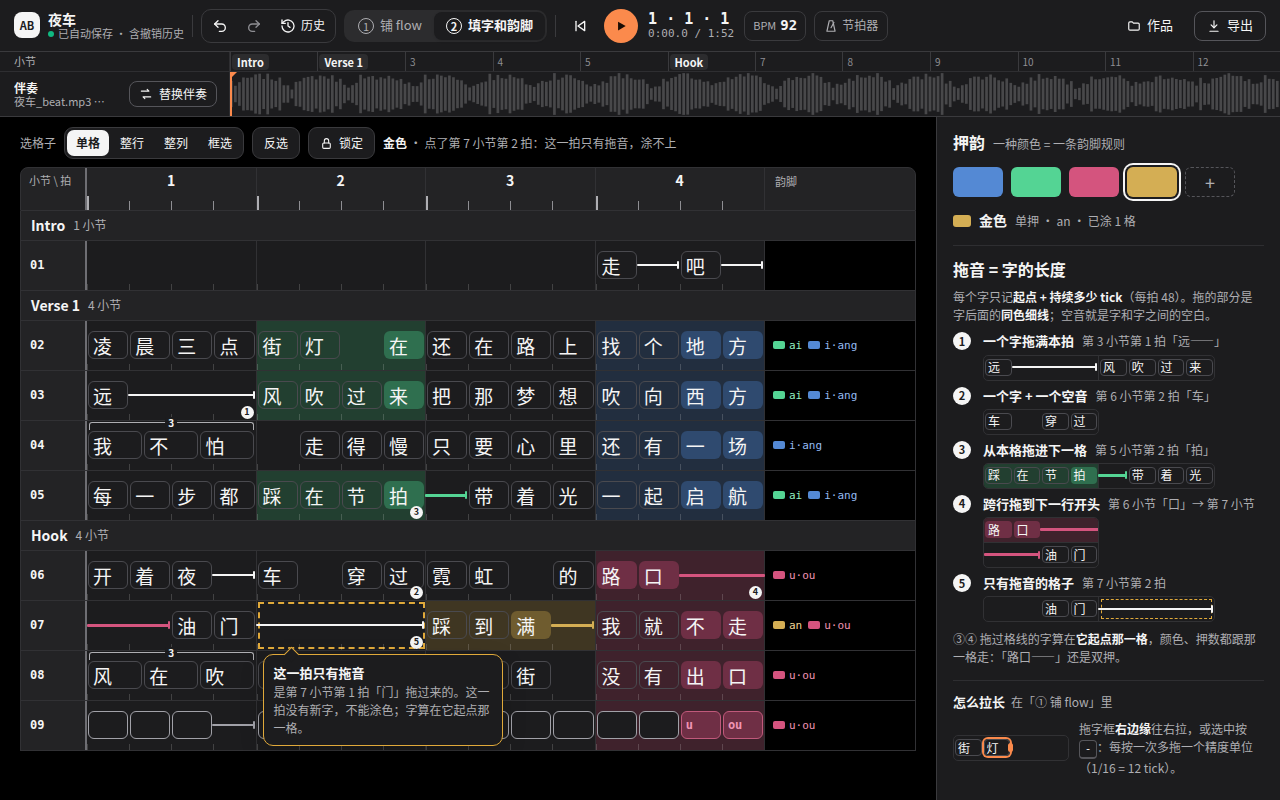 AB 夜车
已自动保存 · 含撤销历史
历史
① 铺 flow ② 填字和韵脚
1 · 1 · 1
0:00.0 / 1:52
BPM 92 节拍器
作品 导出
小节 Intro Verse 1 3 4 5 Hook 7 8 9 10 11 12
伴奏
夜车_beat.mp3 ···
替换伴奏
选格子 单格 整行 整列 框选 反选 锁定 金色 · 点了第 7 小节第 2 拍：这一拍只有拖音，涂不上
小节 \ 拍 1 2 3 4 韵脚
Intro 1 小节
01 走 吧
Verse 1 4 小节
02 凌 晨 三 点 街 灯 在 还 在 路 上 找 个 地 方 ai i·ang
03 远 风 吹 过 来 把 那 梦 想 吹 向 西 方 ai i·ang
1
3
04 我 不 怕 走 得 慢 只 要 心 里 还 有 一 场 i·ang
05 每 一 步 都 踩 在 节 拍 带 着 光 一 起 启 航 ai i·ang
3
Hook 4 小节
06 开 着 夜 车 穿 过 霓 虹 的 路 口 u·ou
2 4
07 油 门 踩 到 满 我 就 不 走 an u·ou
5
3
08 风 在 吹 街 没 有 出 口 u·ou
09 u ou u·ou
这一拍只有拖音
是第 7 小节第 1 拍「门」拖过来的。这一
拍没有新字，不能涂色；字算在它起点那
一格。
押韵 一种颜色 = 一条韵脚规则
+
金色 单押 · an · 已涂 1 格
拖音 = 字的长度
每个字只记起点 + 持续多少 tick（每拍 48）。拖的部分是
字后面的同色细线；空音就是字和字之间的空白。
1 一个字拖满本拍 第 3 小节第 1 拍「远——」
远 风 吹 过 来
2 一个字 + 一个空音 第 6 小节第 2 拍「车」
车 穿 过
3 从本格拖进下一格 第 5 小节第 2 拍「拍」
踩 在 节 拍 带 着 光
4 跨行拖到下一行开头 第 6 小节「口」→ 第 7 小节
路 口
油 门
5 只有拖音的格子 第 7 小节第 2 拍
油 门
③④ 拖过格线的字算在它起点那一格，颜色、押数都跟那
一格走：「路口——」还是双押。
怎么拉长 在「① 铺 flow」里
街 灯
拖字框右边缘往右拉，或选中按
- ：每按一次多拖一个精度单位
（1/16 = 12 tick）。